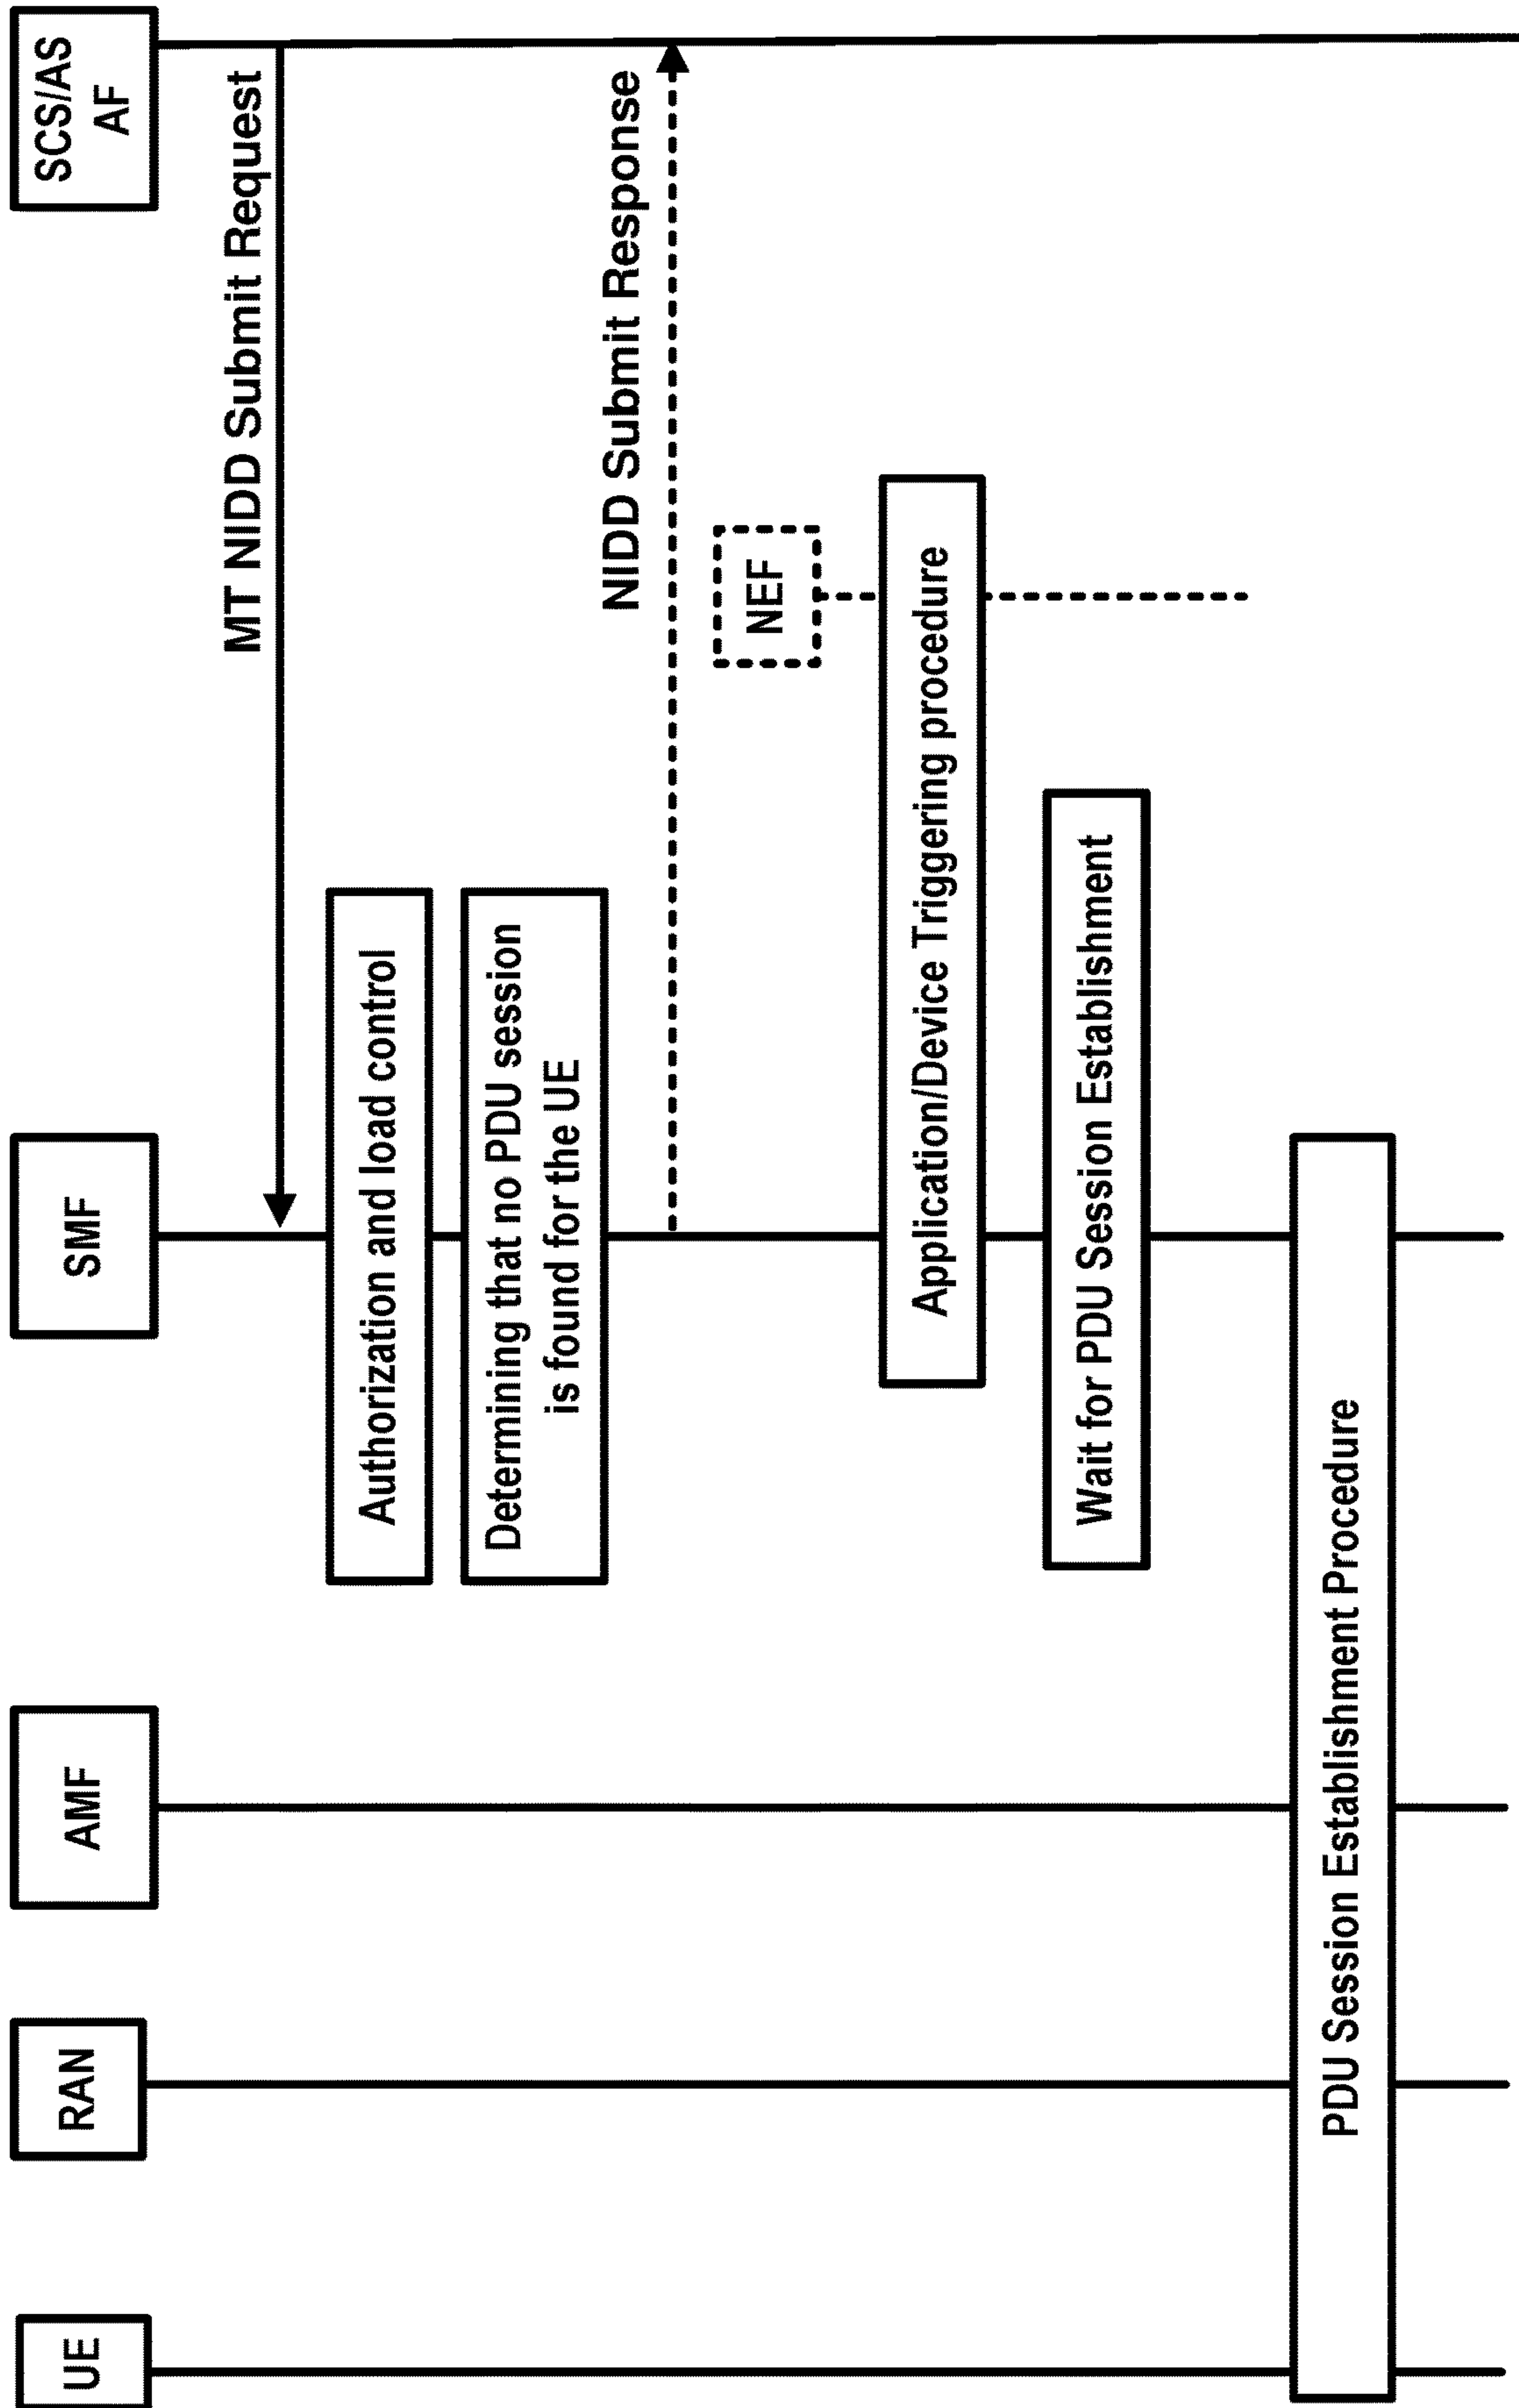 UE
RAN
AMF
SMF
SCS/AS
AF
MT NIDD Submit Request
Authorization and load control
Determining that no PDU session
is found for the UE
NIDD Submit Response
NEF
Application/Device Triggering procedure
Wait for PDU Session Establishment
PDU Session Establishment Procedure